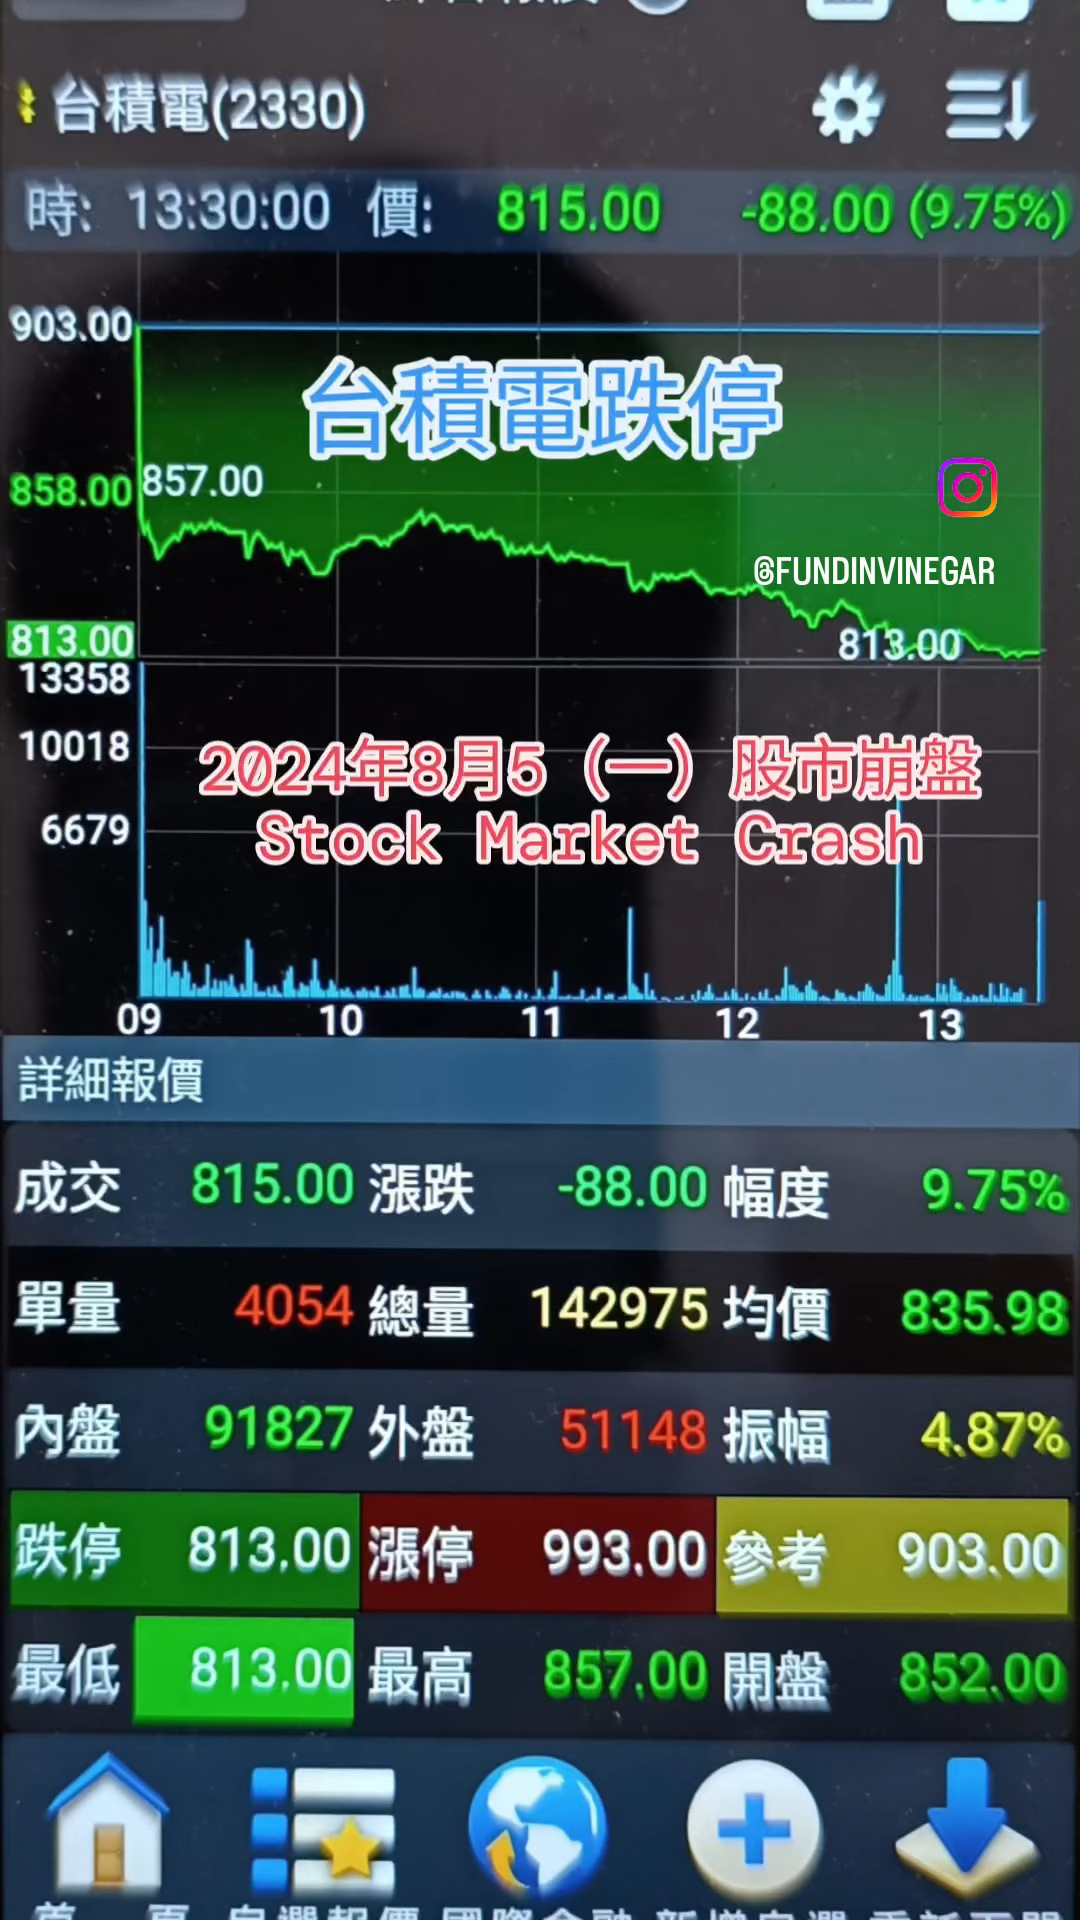 台積電(2330)
時: 13:30:00 價: 815.00 -88.00 (9.75%)
903.00
台積電跌停
858.00 857.00
@FUNDINVINEGAR
813.00 813.00
13358
10018
2024年8月5（一）股市崩盤
6679
Stock Market Crash
09 10 11 12 13
詳細報價
成交 815.00 漲跌 -88.00 幅度 9.75%
單量 4054 總量 142975 均價 835.98
內盤 91827 外盤 51148 振幅 4.87%
跌停 813.00 漲停 993.00 參考 903.00
最低 813.00 最高 857.00 開盤 852.00